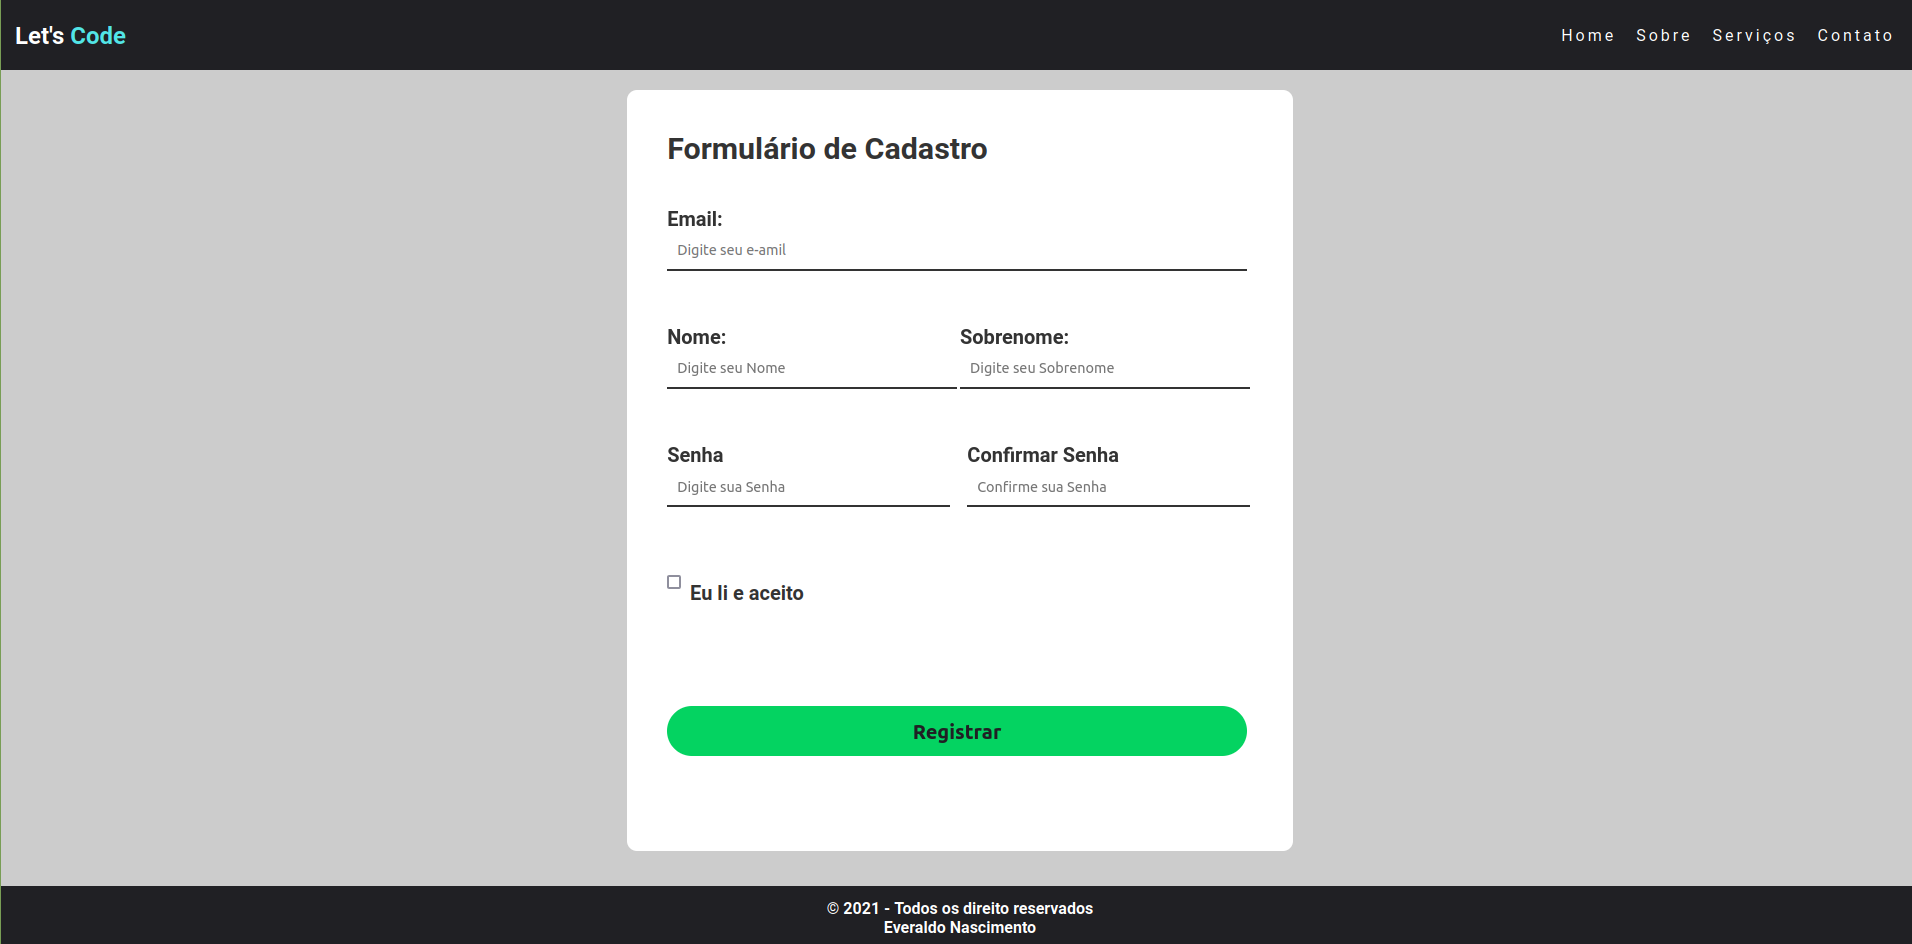 Let's Code
Home Sobre Serviços Contato
Formulário de Cadastro
Email:
Digite seu e-amil
Nome: Sobrenome:
Digite seu Nome Digite seu Sobrenome
Senha Confirmar Senha
Digite sua Senha Confirme sua Senha
Eu li e aceito
Registrar
© 2021 - Todos os direito reservados
Everaldo Nascimento